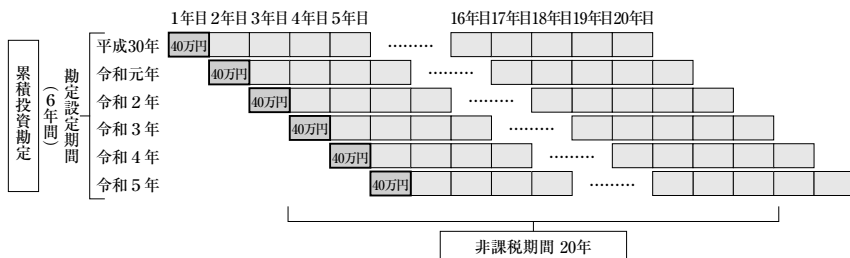 1年目2年目3年目4年目5年目 16年目17年目18年目19年目20年目
累積投資勘定
勘定設定期間
(6年間)
平成30年 40万円 ………
令和元年 40万円 ………
令和2年 40万円 ………
令和3年 40万円 ………
令和4年 40万円 ………
令和5年 40万円 ………
非課税期間 20年